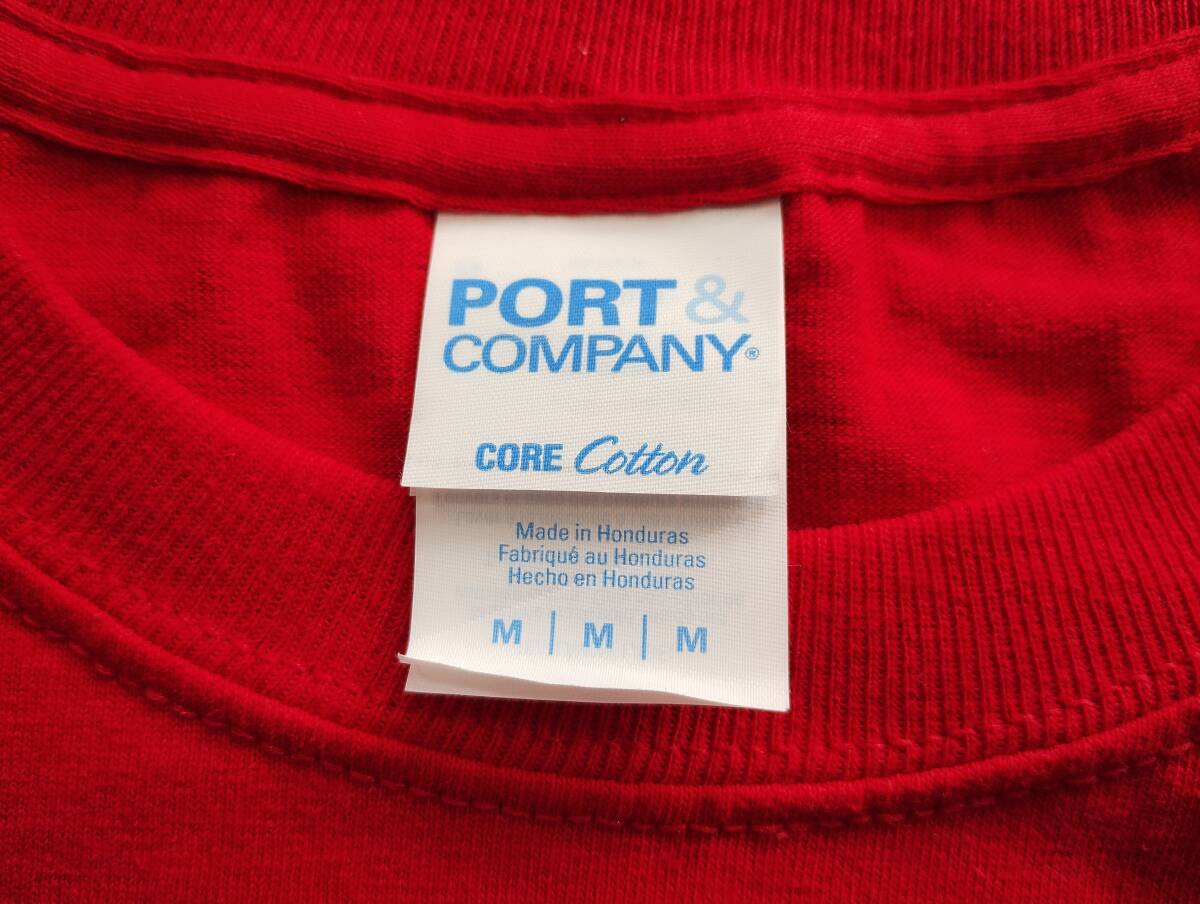 PORT &
COMPANY®
CORE Cotton
Made in Honduras
Fabriqué au Honduras
Hecho en Honduras
M | M | M